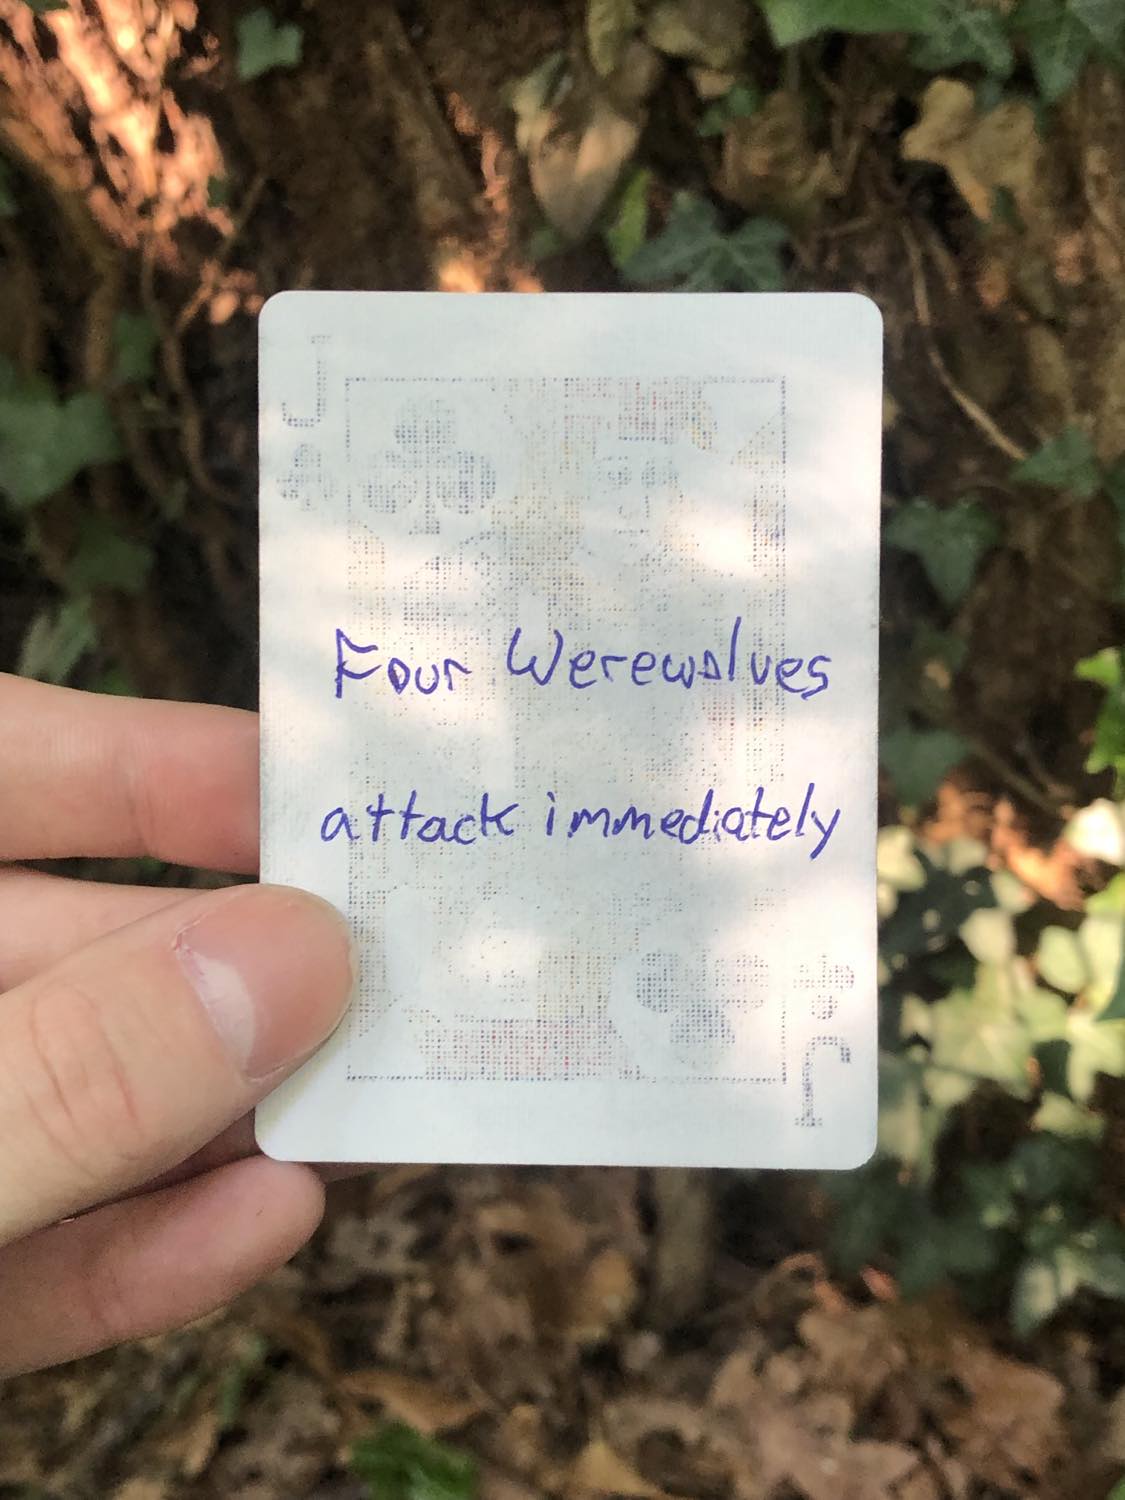 J
Four Werewolves
attack immediately
J